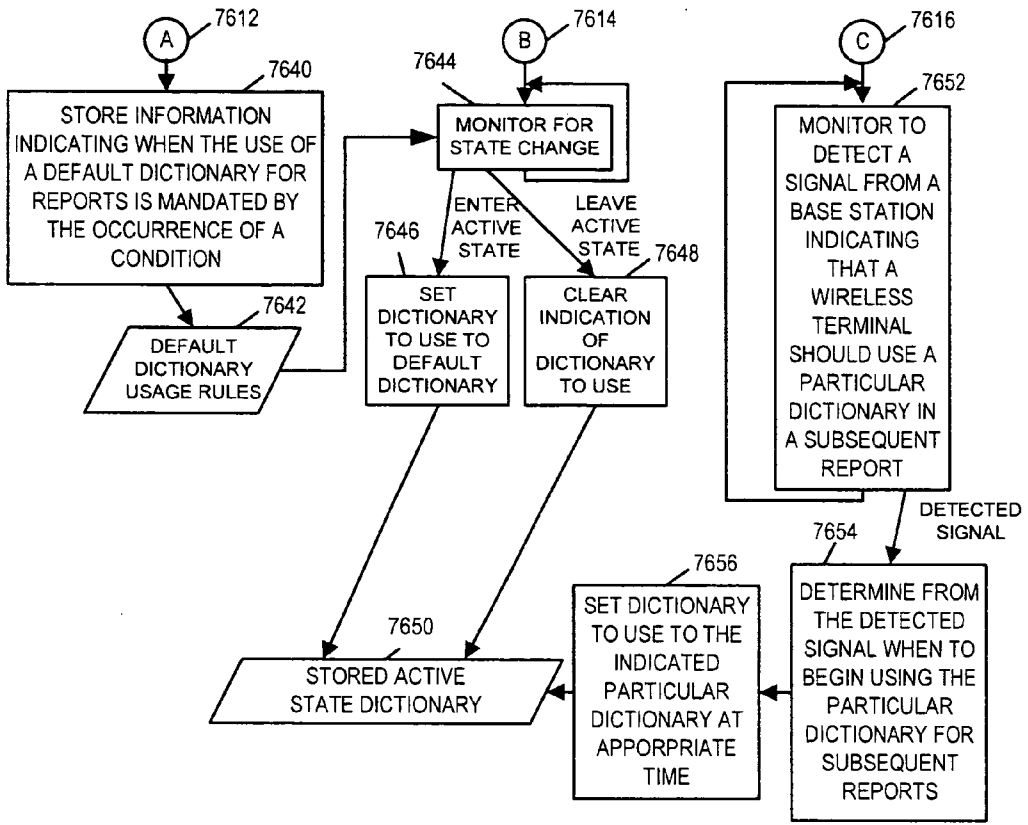 A
7612
7640
STORE INFORMATION
INDICATING WHEN THE USE OF
A DEFAULT DICTIONARY FOR
REPORTS IS MANDATED BY
THE OCCURRENCE OF A
CONDITION
7642
DEFAULT
DICTIONARY
USAGE RULES
B
7614
7644
MONITOR FOR
STATE CHANGE
ENTER
ACTIVE
STATE
LEAVE
ACTIVE
STATE
7646
SET
DICTIONARY
TO USE TO
DEFAULT
DICTIONARY
7648
CLEAR
INDICATION
OF
DICTIONARY
TO USE
7650
STORED ACTIVE
STATE DICTIONARY
C
7616
7652
MONITOR TO
DETECT A
SIGNAL FROM A
BASE STATION
INDICATING
THAT A
WIRELESS
TERMINAL
SHOULD USE A
PARTICULAR
DICTIONARY IN
A SUBSEQUENT
REPORT
DETECTED
SIGNAL
7654
DETERMINE FROM
THE DETECTED
SIGNAL WHEN TO
BEGIN USING THE
PARTICULAR
DICTIONARY FOR
SUBSEQUENT
REPORTS
7656
SET DICTIONARY
TO USE TO THE
INDICATED
PARTICULAR
DICTIONARY AT
APPORPRIATE
TIME